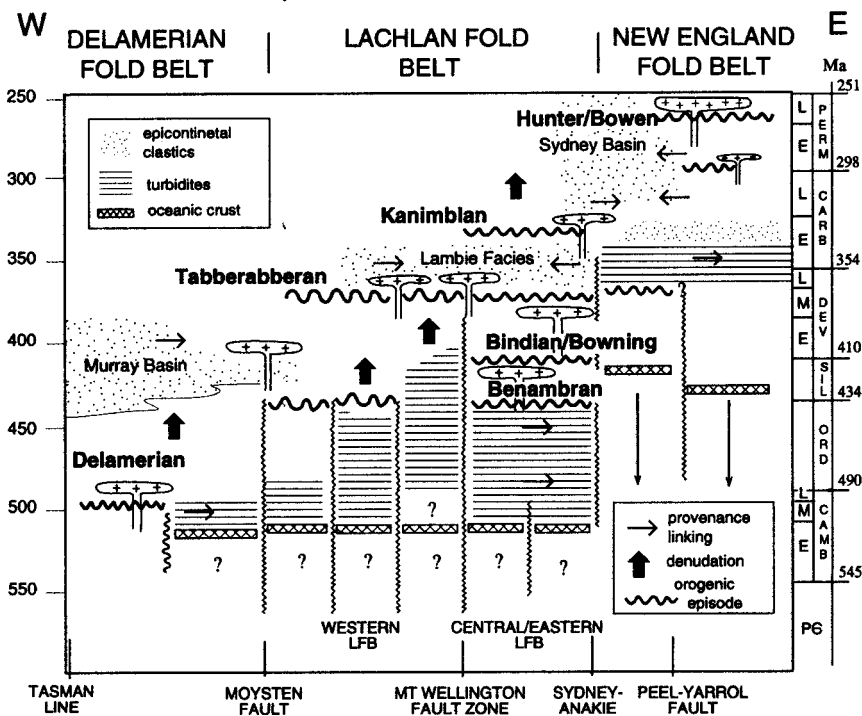 W
E
DELAMERIAN
FOLD BELT
LACHLAN FOLD
BELT
NEW ENGLAND
FOLD BELT
Ma
250
300
350
400
450
500
550
epicontinetal
clastics
turbidites
oceanic crust
Hunter/Bowen
Sydney Basin
Kanimblan
Lambie Facies
Tabberabberan
Murray Basin
Bindian/Bowning
Benambran
Delamerian
?
?
?
?
?
?
?
provenance
linking
denudation
orogenic
episode
WESTERN
LFB
CENTRAL/EASTERN
LFB
251
298
354
410
434
490
545
L
E
PERM
L
E
CARB
L
M
E
DEV
SIL
ORD
L
M
E
CAMB
PЄ
TASMAN
LINE
MOYSTEN
FAULT
MT WELLINGTON
FAULT ZONE
SYDNEY-
ANAKIE
PEEL-YARROL
FAULT